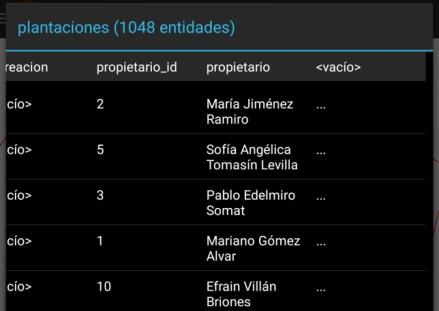 plantaciones (1048 entidades)
reacion propietario_id propietario <vacío>
cío> 2 María Jiménez ...
Ramiro
cío> 5 Sofía Angélica ...
Tomasín Levilla
cío> 3 Pablo Edelmiro ...
Somat
cío> 1 Mariano Gómez ...
Alvar
cío> 10 Efrain Villán ...
Briones